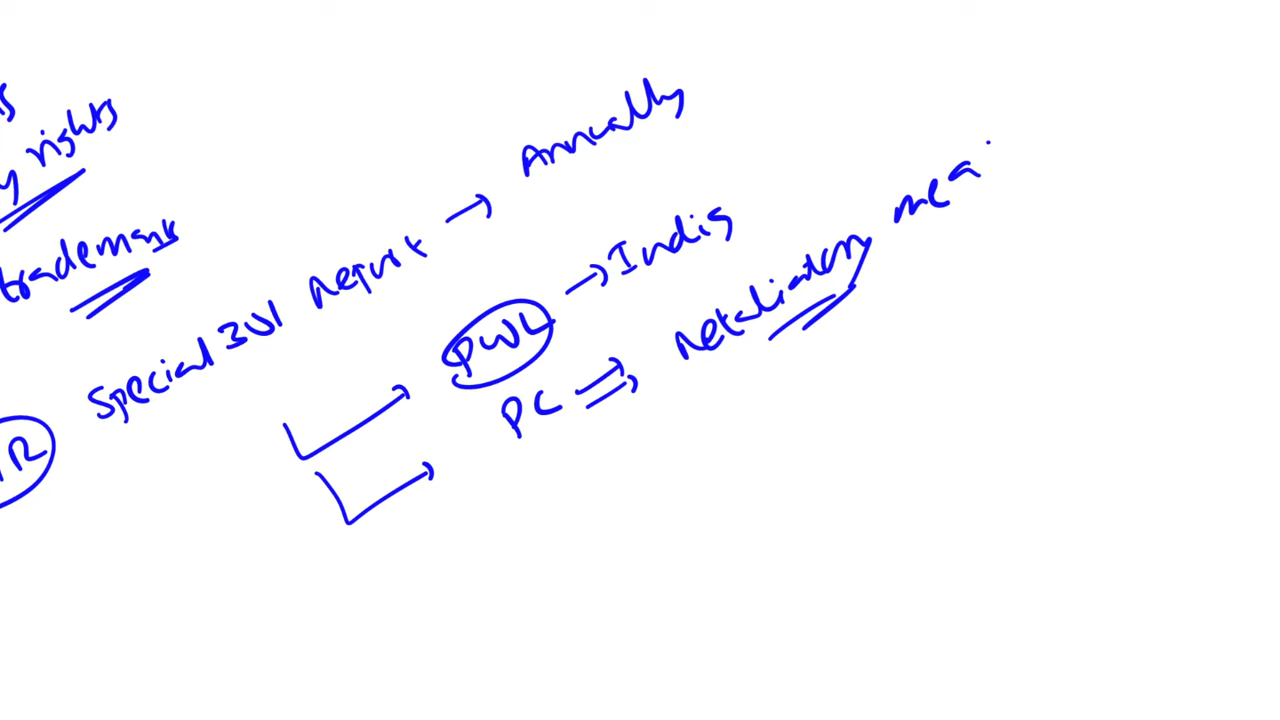 rights
trademark
Special 301 Report → Annually
PWL → India
PC ⇒ Retaliatory mea